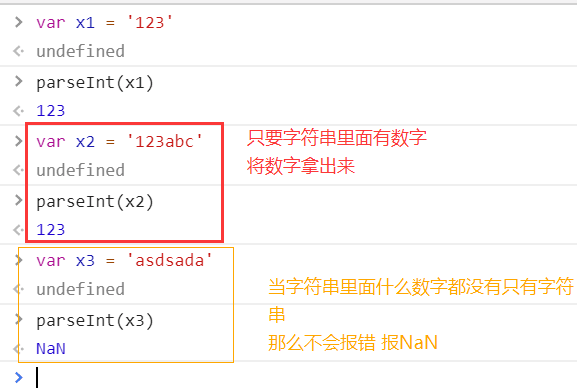 > var x1 = '123'
<· undefined
> parseInt(x1)
<· 123
> var x2 = '123abc'
<· undefined
> parseInt(x2)
<· 123
只要字符串里面有数字
将数字拿出来
> var x3 = 'asdsada'
<· undefined
> parseInt(x3)
<· NaN
当字符串里面什么数字都没有只有字符
串
那么不会报错 报NaN
>